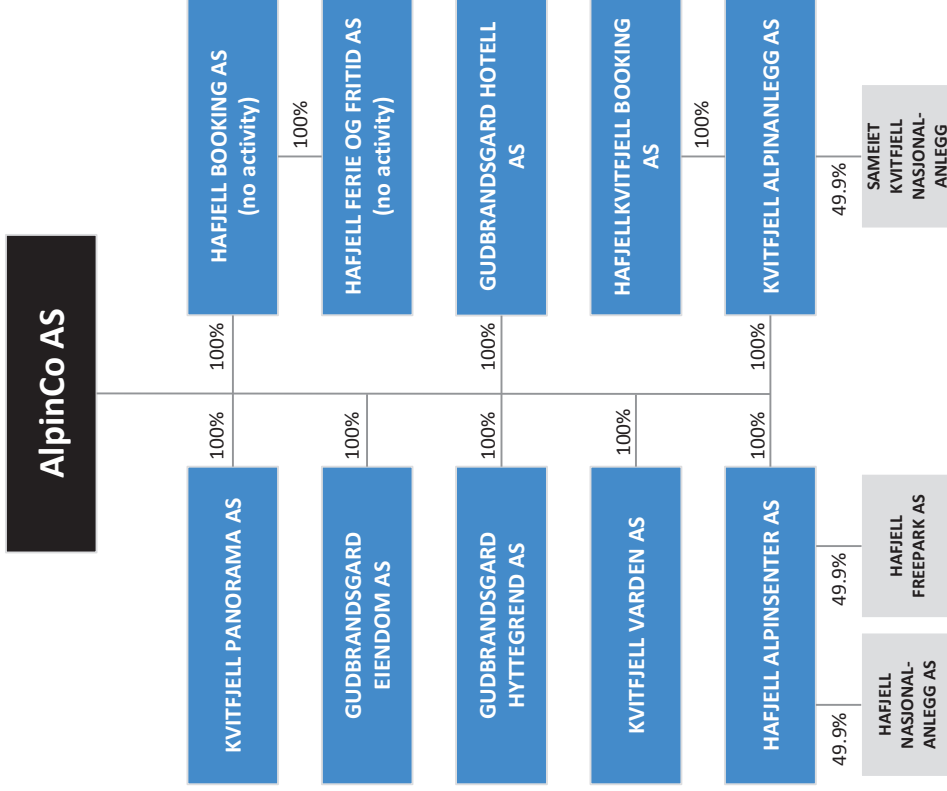 AlpinCo AS
KVITFJELL PANORAMA AS
100%
100%
HAFJELL BOOKING AS
(no activity)
100%
GUDBRANDSGARD
EIENDOM AS
100%
HAFJELL FERIE OG FRITID AS
(no activity)
GUDBRANDSGARD
HYTTEGREND AS
100%
100%
GUDBRANDSGARD HOTELL
AS
KVITFJELL VARDEN AS
100%
HAFJELLKVITFJELL BOOKING
AS
100%
HAFJELL ALPINSENTER AS
100%
100%
KVITFJELL ALPINANLEGG AS
49.9%
49.9%
49.9%
HAFJELL
NASJONAL-
ANLEGG AS
HAFJELL
FREEPARK AS
SAMEIET
KVITFJELL
NASJONAL-
ANLEGG